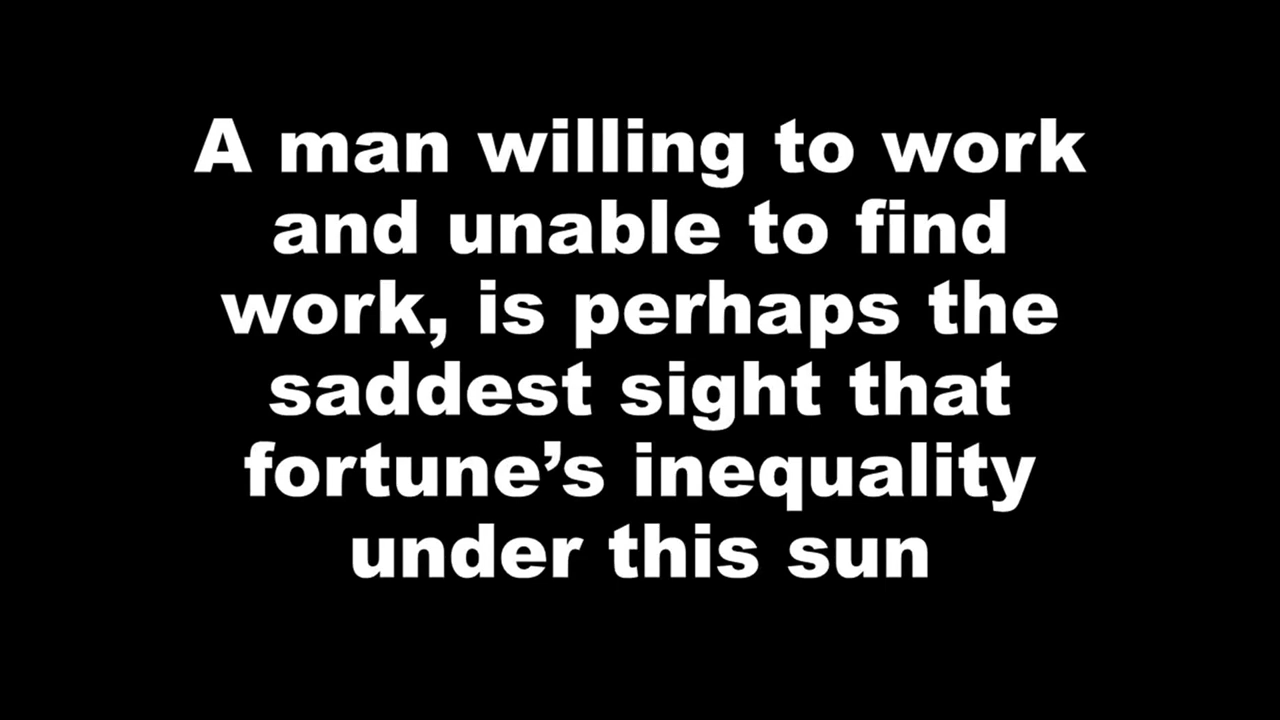 A man willing to work
and unable to find
work, is perhaps the
saddest sight that
fortune’s inequality
under this sun